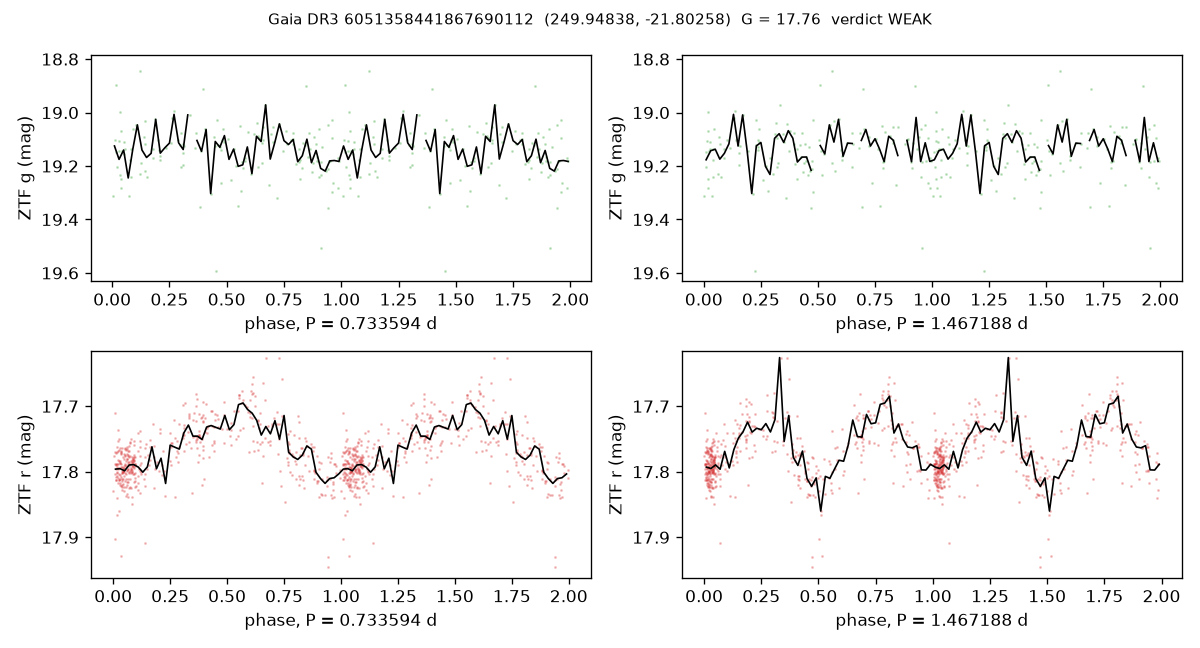 Gaia DR3 6051358441867690112  (249.94838, -21.80258)  G = 17.76  verdict WEAK
ZTF g (mag)
18.8
19.0
19.2
19.4
19.6
0.00 0.25 0.50 0.75 1.00 1.25 1.50 1.75 2.00
phase, P = 0.733594 d
ZTF g (mag)
18.8
19.0
19.2
19.4
19.6
0.00 0.25 0.50 0.75 1.00 1.25 1.50 1.75 2.00
phase, P = 1.467188 d
ZTF r (mag)
17.7
17.8
17.9
0.00 0.25 0.50 0.75 1.00 1.25 1.50 1.75 2.00
phase, P = 0.733594 d
ZTF r (mag)
17.7
17.8
17.9
0.00 0.25 0.50 0.75 1.00 1.25 1.50 1.75 2.00
phase, P = 1.467188 d